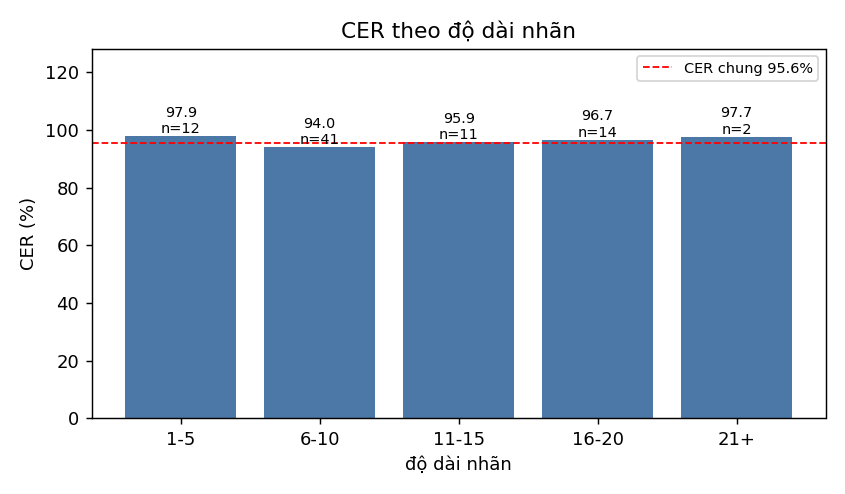 CER theo độ dài nhãn
CER chung 95.6%
CER (%)
120
100
80
60
40
20
0
97.9
n=12
94.0
n=41
95.9
n=11
96.7
n=14
97.7
n=2
1-5
6-10
11-15
16-20
21+
độ dài nhãn